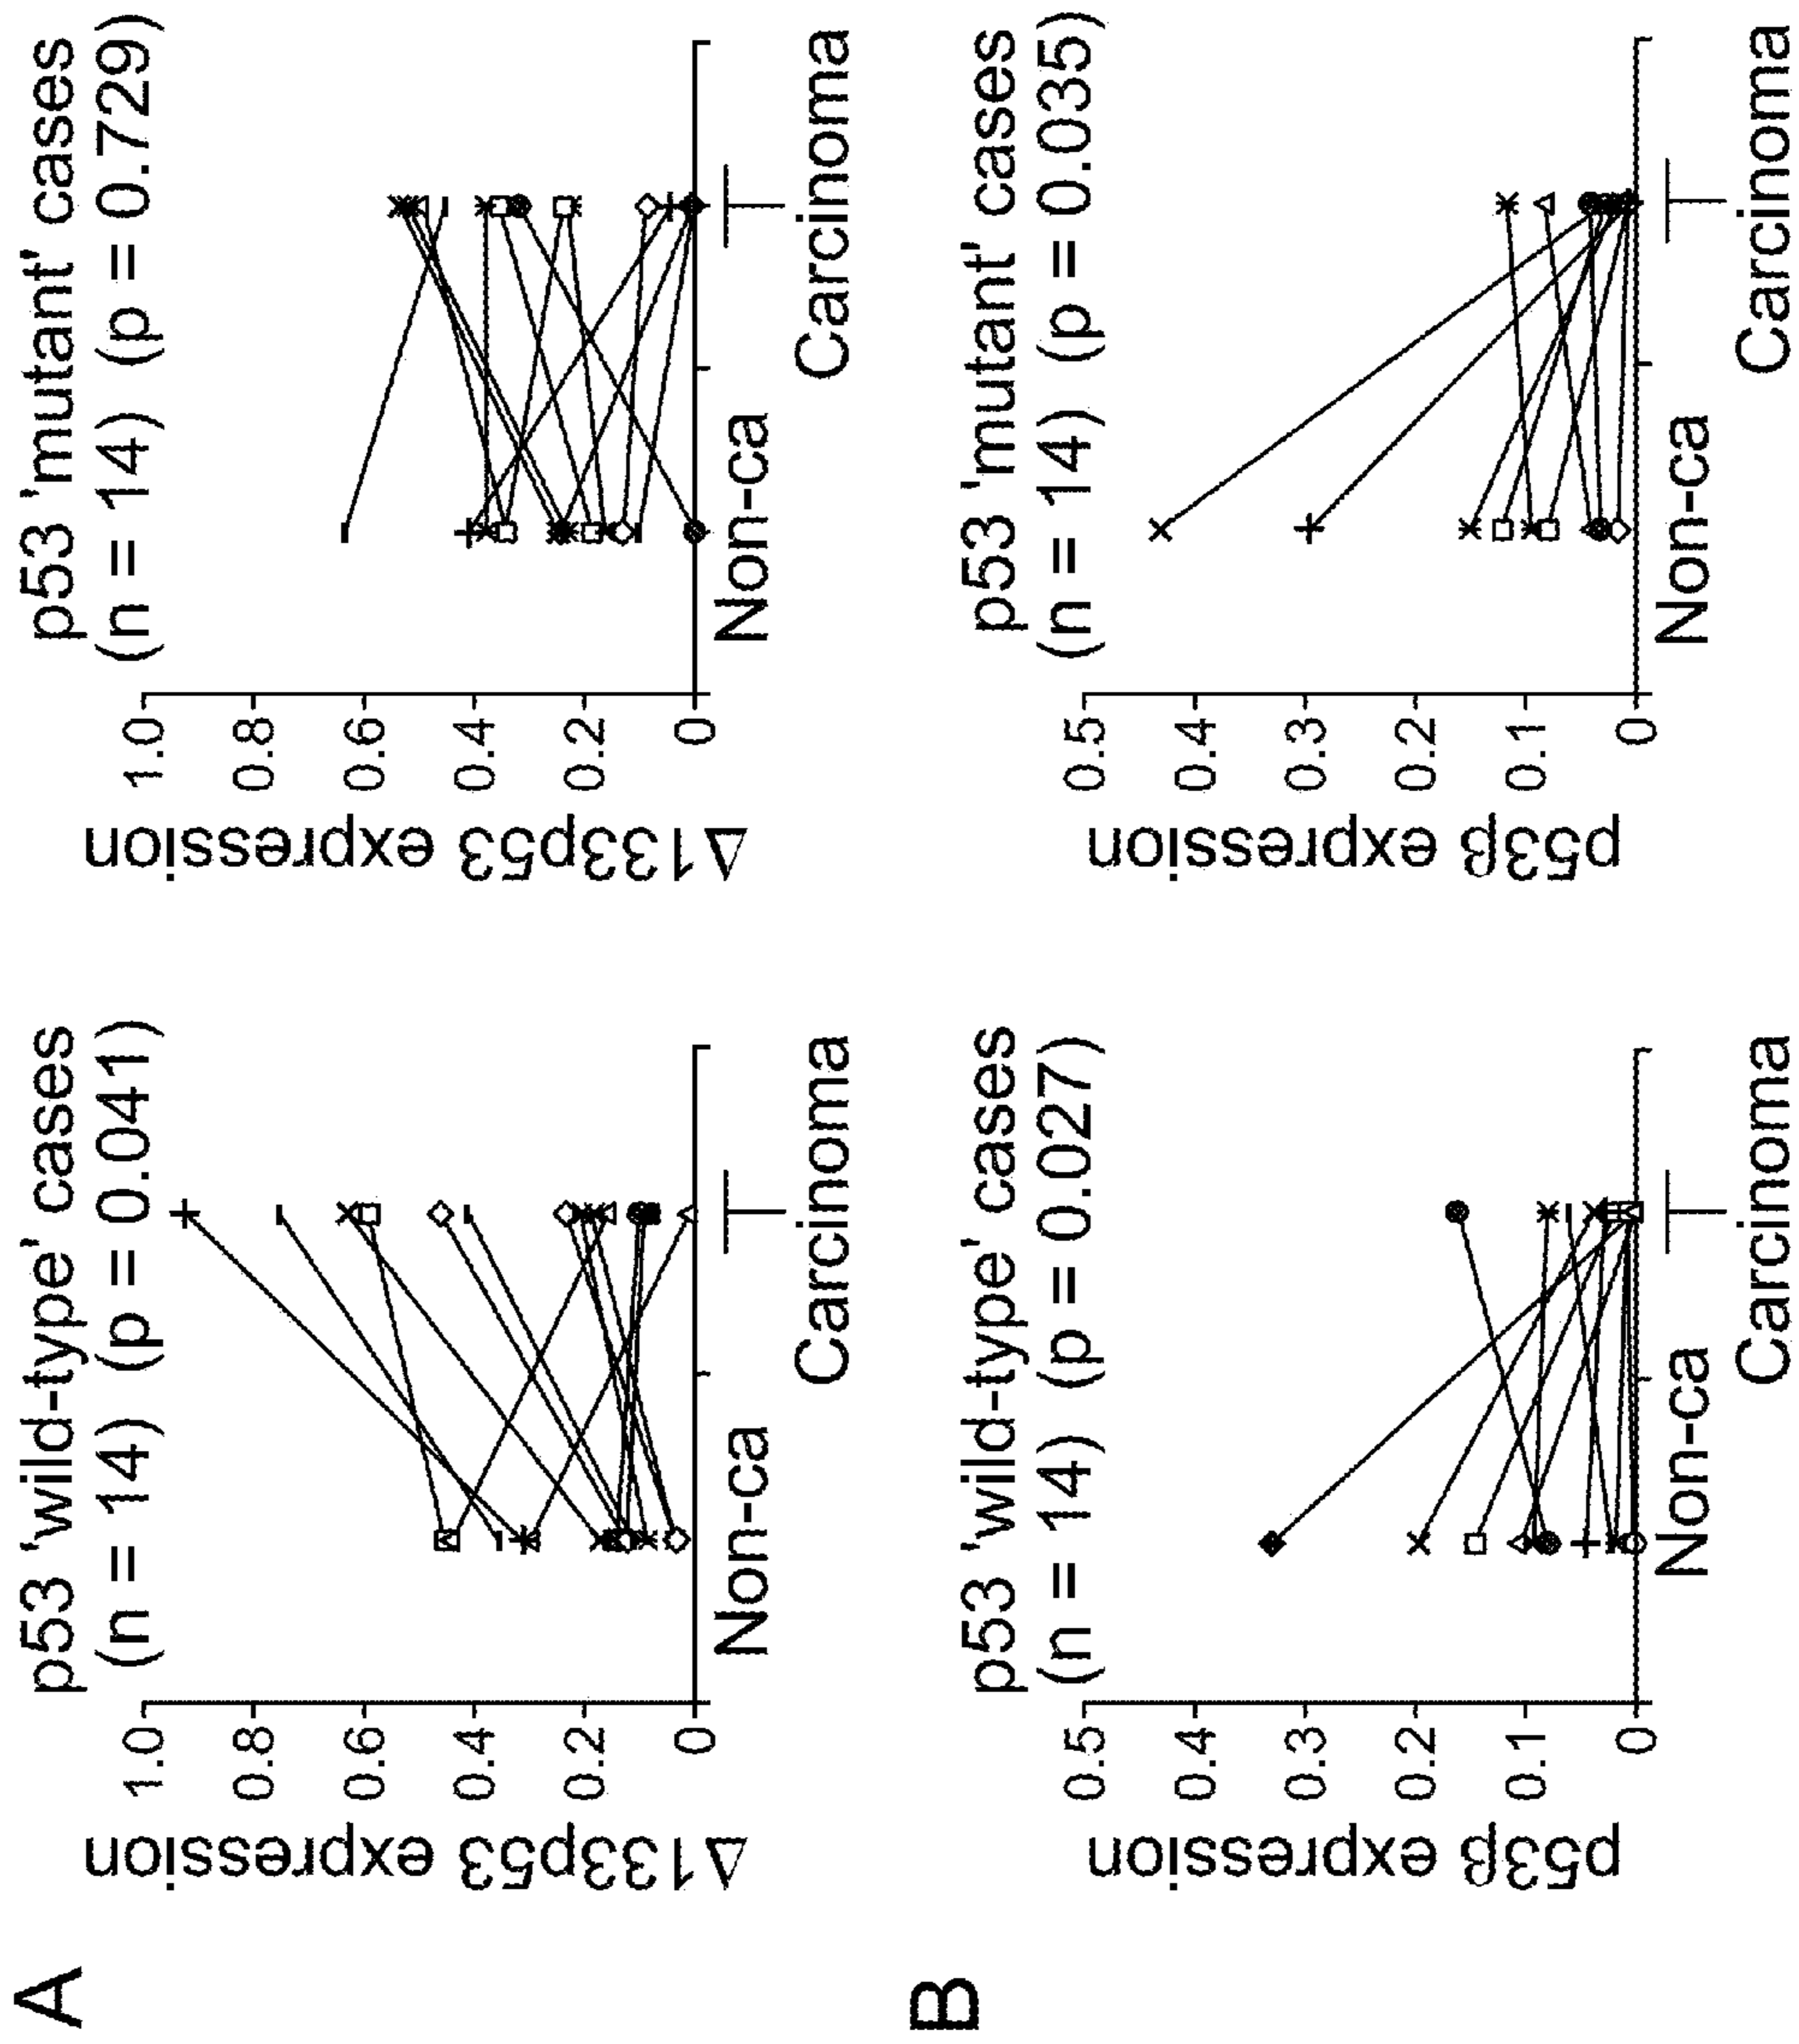 A
p53 'wild-type' cases
(n = 14) (p = 0.041)
Δ133p53 expression
1.0
0.8
0.6
0.4
0.2
0
Non-ca
Carcinoma
p53 'mutant' cases
(n = 14) (p = 0.729)
Δ133p53 expression
1.0
0.8
0.6
0.4
0.2
0
Non-ca
Carcinoma
B
p53 'wild-type' cases
(n = 14) (p = 0.027)
p53β expression
0.5
0.4
0.3
0.2
0.1
0
Non-ca
Carcinoma
p53 'mutant' cases
(n = 14) (p = 0.035)
p53β expression
0.5
0.4
0.3
0.2
0.1
0
Non-ca
Carcinoma